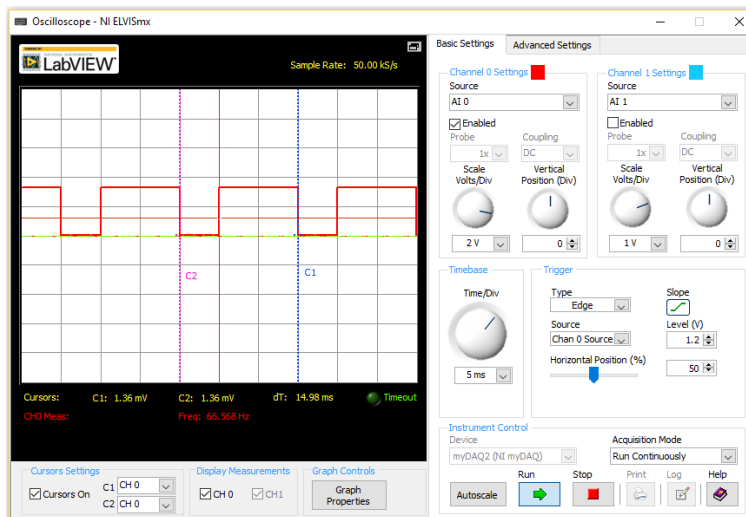 Oscilloscope - NI ELVISmx
LabVIEW™
Sample Rate: 50.00 kS/s
C2
C1
Cursors: C1: 1.36 mV C2: 1.36 mV dT: 14.98 ms Timeout
CH0 Meas: Freq: 66.568 Hz
Cursors Settings
Cursors On
C1 CH 0
C2 CH 0
Display Measurements
CH 0 CH1
Graph Controls
Graph
Properties
Basic Settings Advanced Settings
Channel 0 Settings
Source
AI 0
Enabled
Probe Coupling
1x DC
Scale Vertical
Volts/Div Position (Div)
2 V 0
Channel 1 Settings
Source
AI 1
Enabled
Probe Coupling
1x DC
Scale Vertical
Volts/Div Position (Div)
1 V 0
Timebase
Time/Div
5 ms
Trigger
Type Slope
Edge
Source Level (V)
Chan 0 Source 1.2
Horizontal Position (%)
50
Instrument Control
Device Acquisition Mode
myDAQ2 (NI myDAQ) Run Continuously
Run Stop Print Log Help
Autoscale